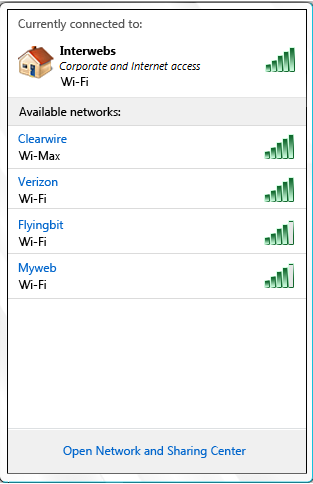 Currently connected to:
Interwebs
Corporate and Internet access
Wi-Fi
Available networks:
Clearwire
Wi-Max
Verizon
Wi-Fi
Flyingbit
Wi-Fi
Myweb
Wi-Fi
Open Network and Sharing Center